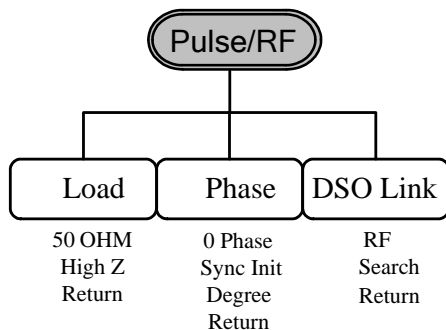 Pulse/RF
Load
Phase
DSO Link
50 OHM
High Z
Return
0 Phase
Sync Init
Degree
Return
RF
Search
Return